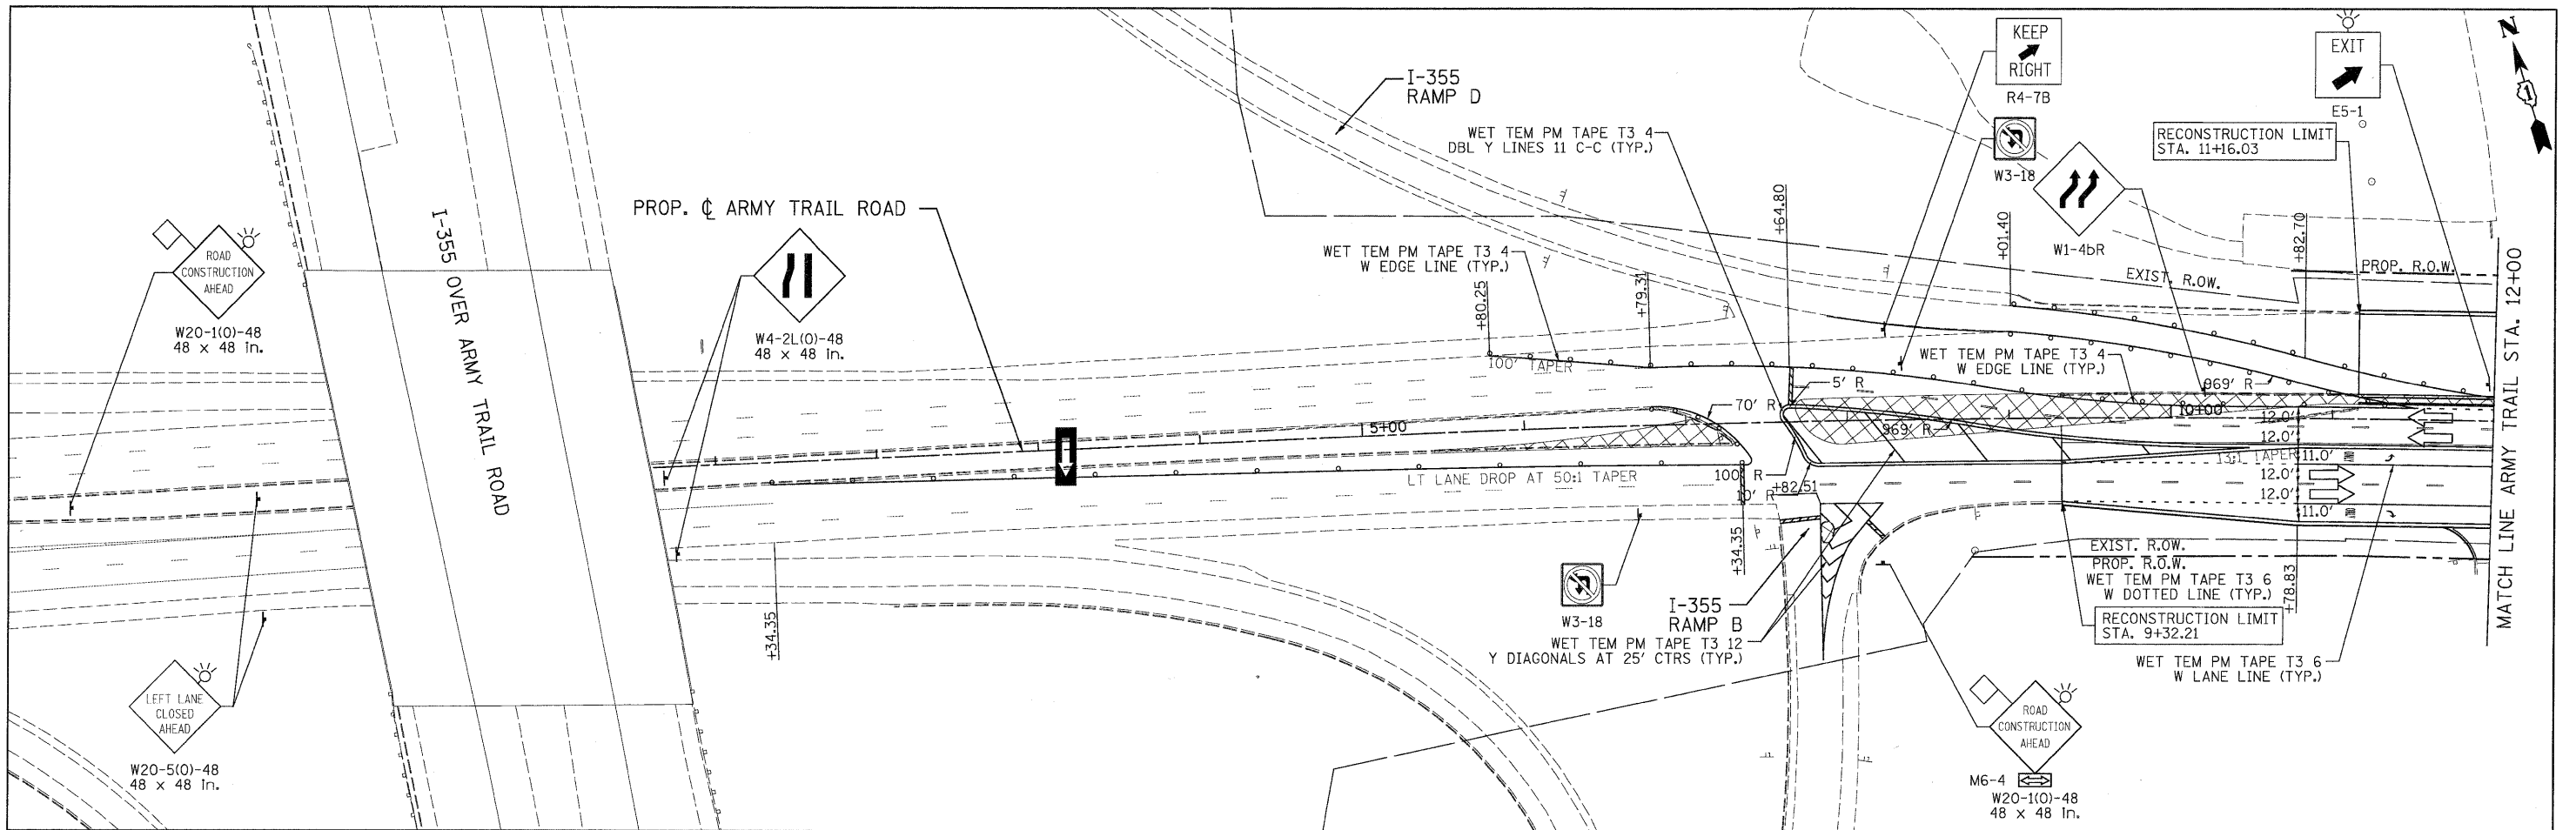 KEEP
RIGHT
R4-7B
EXIT
E5-1
N
1
I-355
RAMP D
WET TEM PM TAPE T3 4
DBL Y LINES 11 C-C (TYP.)
W3-18
W1-4bR
RECONSTRUCTION LIMIT
STA. 11+16.03
PROP. ℄ ARMY TRAIL ROAD
I-355 OVER ARMY TRAIL ROAD
ROAD
CONSTRUCTION
AHEAD
W20-1(O)-48
48 x 48 in.
W4-2L(O)-48
48 x 48 in.
WET TEM PM TAPE T3 4
W EDGE LINE (TYP.)
+80.25
+79.31
+64.80
+01.40
+82.70
EXIST. R.O.W.
PROP. R.O.W.
MATCH LINE ARMY TRAIL STA. 12+00
100' TAPER
WET TEM PM TAPE T3 4
W EDGE LINE (TYP.)
5' R
969' R
70' R
5+00
10+00
969' R
12.0'
12.0'
13:1 TAPER
11.0'
12.0'
12.0'
11.0'
LT LANE DROP AT 50:1 TAPER
100' R
+82.51
10' R
+34.35
+34.35
+78.83
EXIST. R.O.W.
PROP. R.O.W.
WET TEM PM TAPE T3 6
W DOTTED LINE (TYP.)
RECONSTRUCTION LIMIT
STA. 9+32.21
W3-18
I-355
RAMP B
WET TEM PM TAPE T3 12
Y DIAGONALS AT 25' CTRS (TYP.)
WET TEM PM TAPE T3 6
W LANE LINE (TYP.)
LEFT LANE
CLOSED
AHEAD
W20-5(O)-48
48 x 48 in.
ROAD
CONSTRUCTION
AHEAD
M6-4
W20-1(O)-48
48 x 48 in.